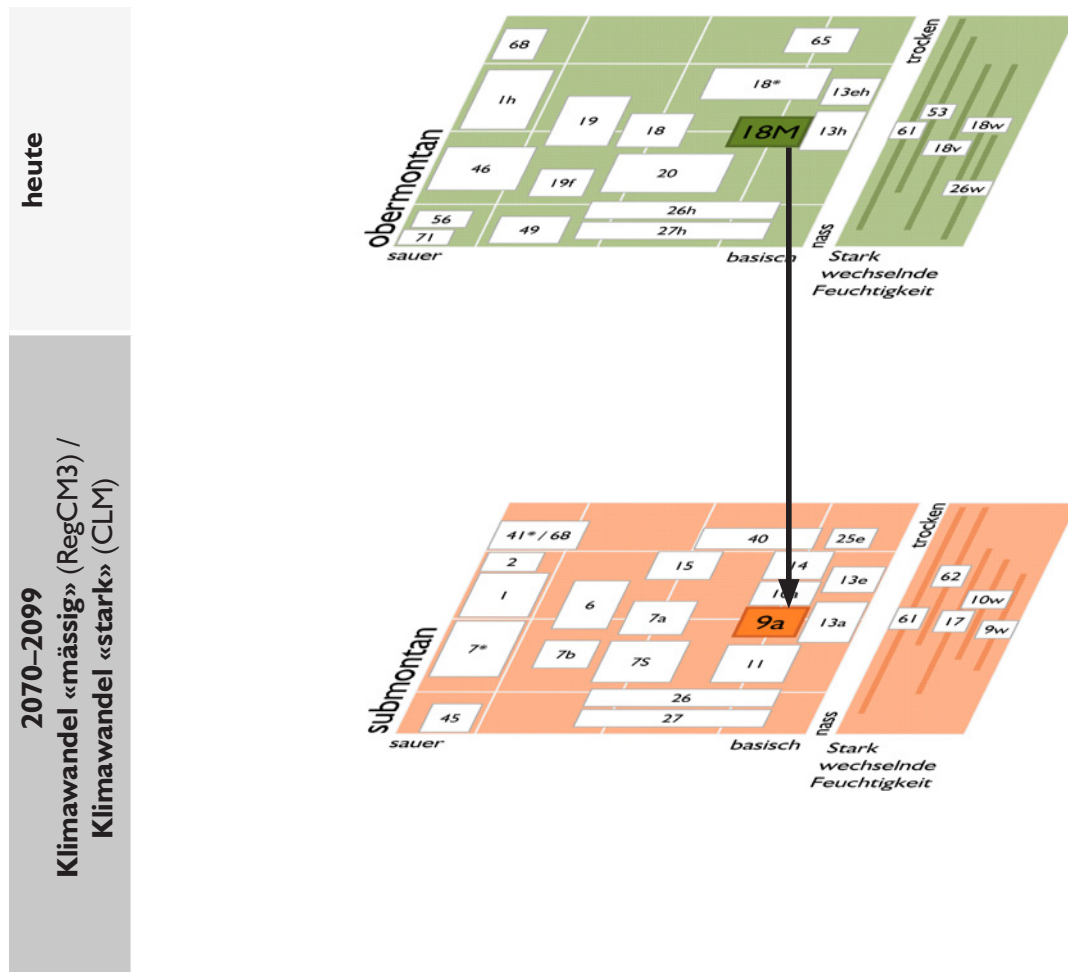 heute
obermontan
68
65
trocken
1h
18*
13eh
19
18
18M
13h
53
61
18w
18v
46
19f
20
26w
56
71
49
26h
27h
nass
sauer
basisch
Stark
wechselnde
Feuchtigkeit
2070–2099
Klimawandel «mässig» (RegCM3) /
Klimawandel «stark» (CLM)
submontan
41* / 68
40
25e
trocken
2
15
14
13e
62
1
6
7a
9a
13a
10w
61
17
9w
7*
7b
7S
11
45
26
27
nass
sauer
basisch
Stark
wechselnde
Feuchtigkeit